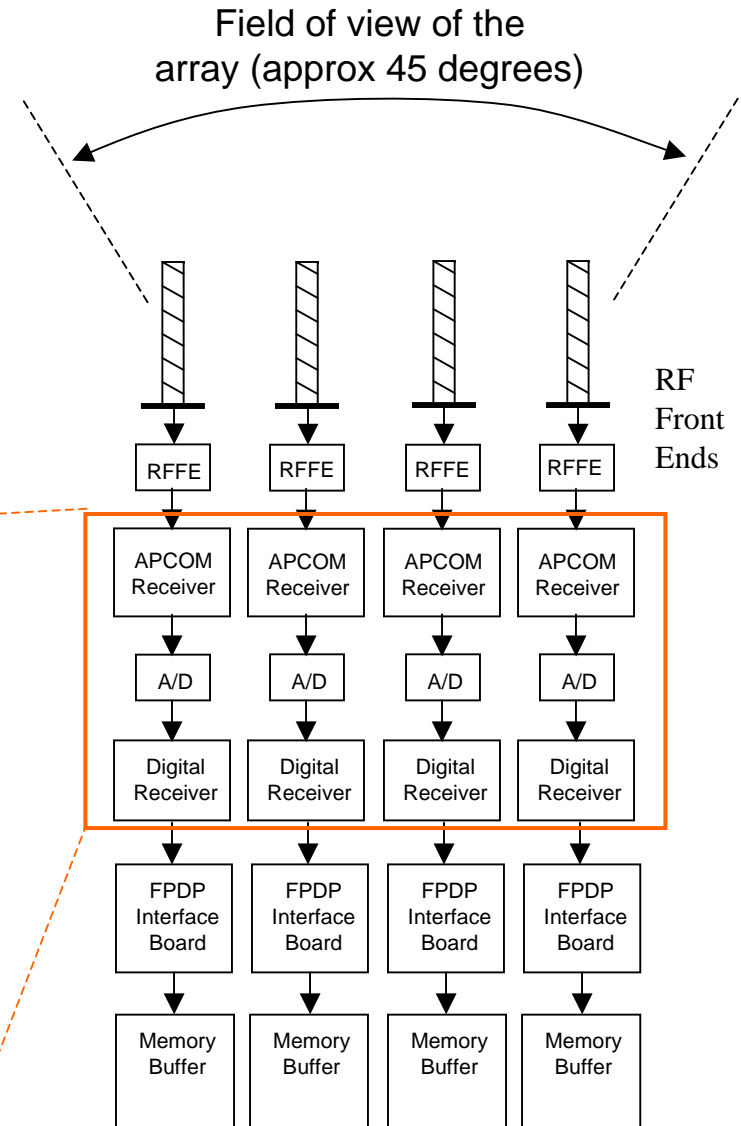 Field of view of the
array (approx 45 degrees)
RF
Front
Ends
RFFE RFFE RFFE RFFE
APCOM APCOM APCOM APCOM
Receiver Receiver Receiver Receiver
A/D A/D A/D A/D
Digital Digital Digital Digital
Receiver Receiver Receiver Receiver
FPDP FPDP FPDP FPDP
Interface Interface Interface Interface
Board Board Board Board
Memory Memory Memory Memory
Buffer Buffer Buffer Buffer